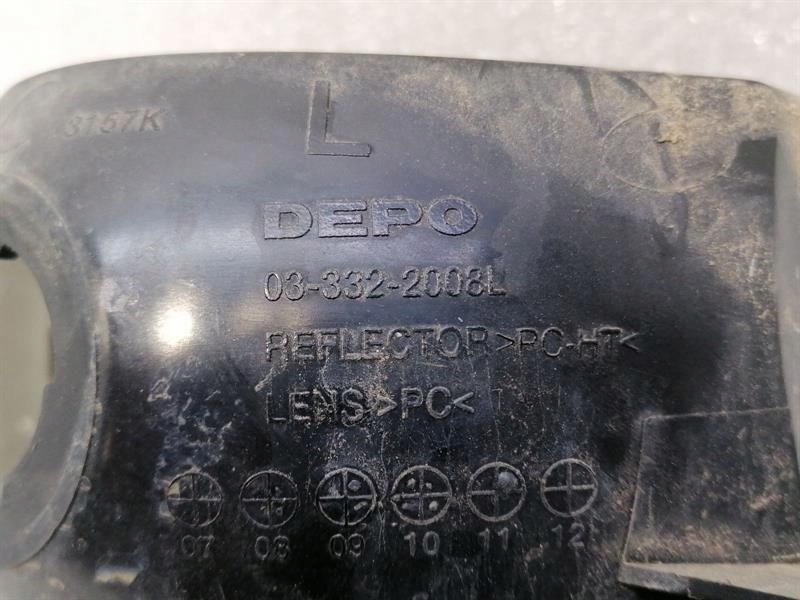 3157K
L
DEPO
03-332-2008L
REFLECTOR>PC-HT<
LENS>PC<
07 08 09 10 11 12